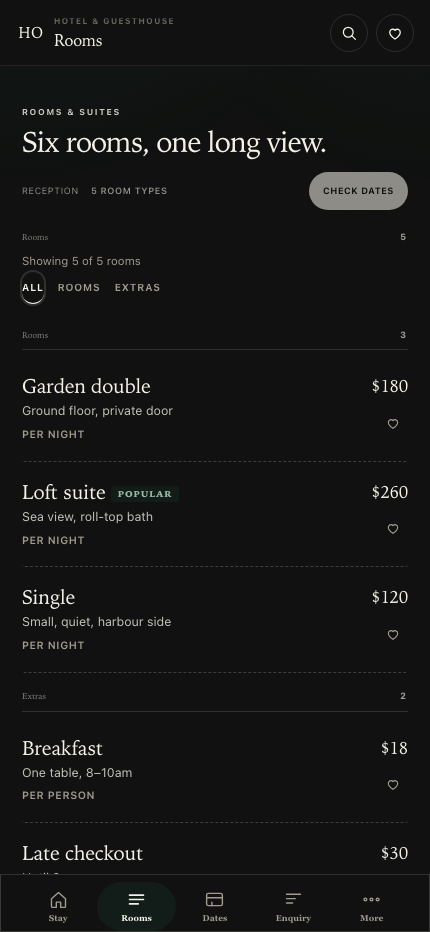 HO
HOTEL & GUESTHOUSE
Rooms
ROOMS & SUITES
Six rooms, one long view.
RECEPTION 5 ROOM TYPES
CHECK DATES
Rooms 5
Showing 5 of 5 rooms
ALL ROOMS EXTRAS
Rooms 3
Garden double $180
Ground floor, private door
PER NIGHT
Loft suite POPULAR $260
Sea view, roll-top bath
PER NIGHT
Single $120
Small, quiet, harbour side
PER NIGHT
Extras 2
Breakfast $18
One table, 8–10am
PER PERSON
Late checkout $30
Stay Rooms Dates Enquiry More